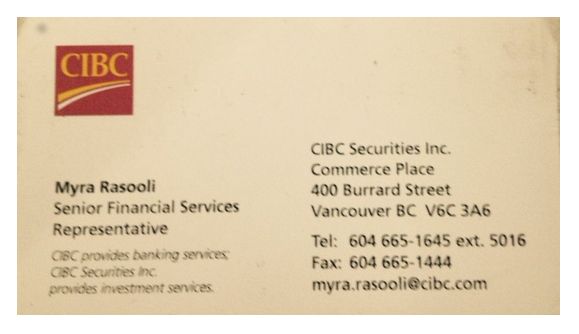 CIBC
Myra Rasooli
Senior Financial Services
Representative
CIBC provides banking services;
CIBC Securities Inc.
provides investment services.
CIBC Securities Inc.
Commerce Place
400 Burrard Street
Vancouver BC V6C 3A6
Tel: 604 665-1645 ext. 5016
Fax: 604 665-1444
myra.rasooli@cibc.com